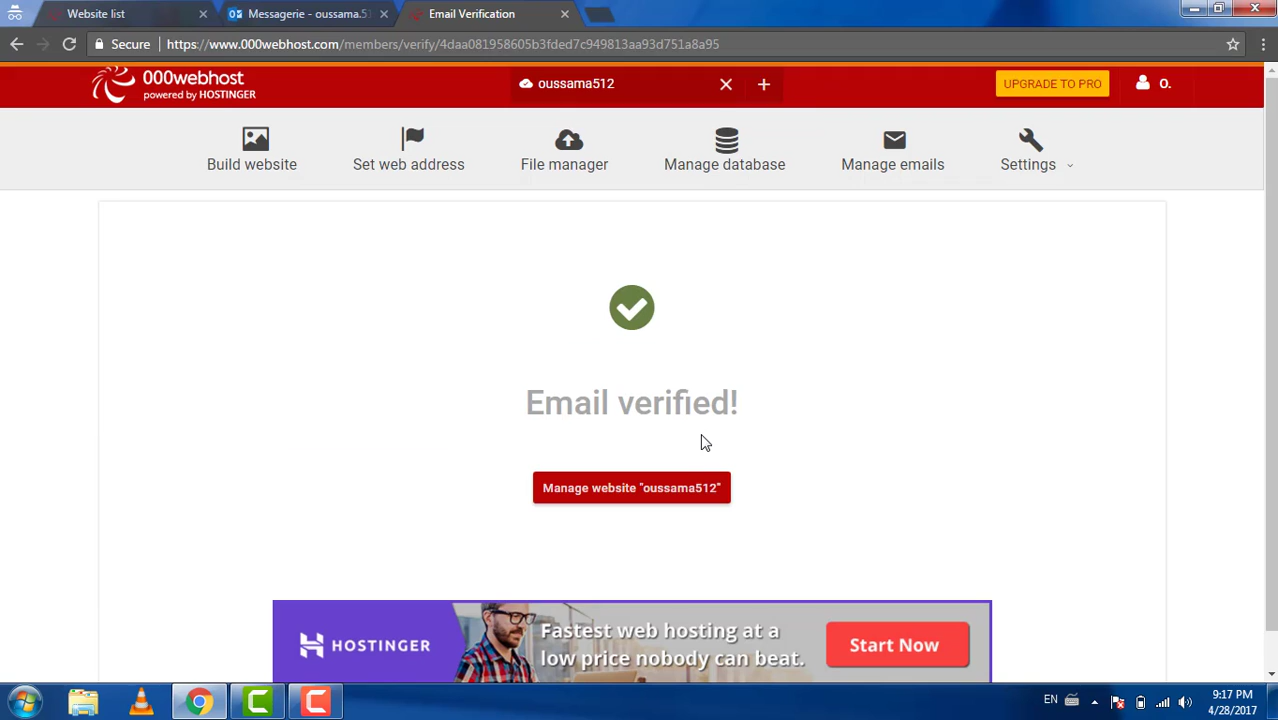 Website list
Messagerie - oussama.51
Email Verification
Secure
https://www.000webhost.com/members/verify/4daa081958605b3fded7c949813aa93d751a8a95
000webhost
powered by HOSTINGER
oussama512
UPGRADE TO PRO
O.
Build website
Set web address
File manager
Manage database
Manage emails
Settings
Email verified!
Manage website "oussama512"
HOSTINGER
Fastest web hosting at a
low price nobody can beat.
Start Now
EN
9:17 PM
4/28/2017